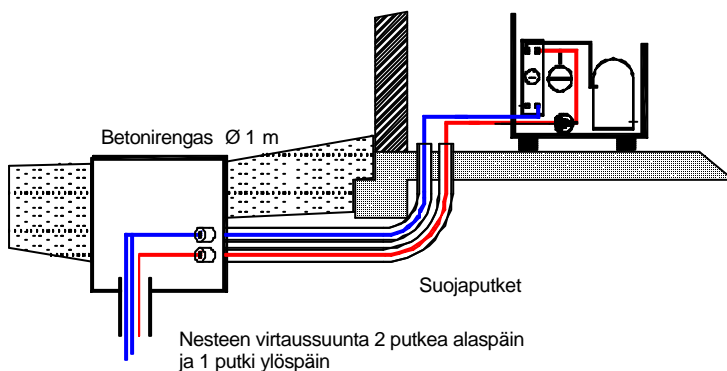 Betonirengas Ø 1 m
Suojaputket
Nesteen virtaussuunta 2 putkea alaspäin
ja 1 putki ylöspäin